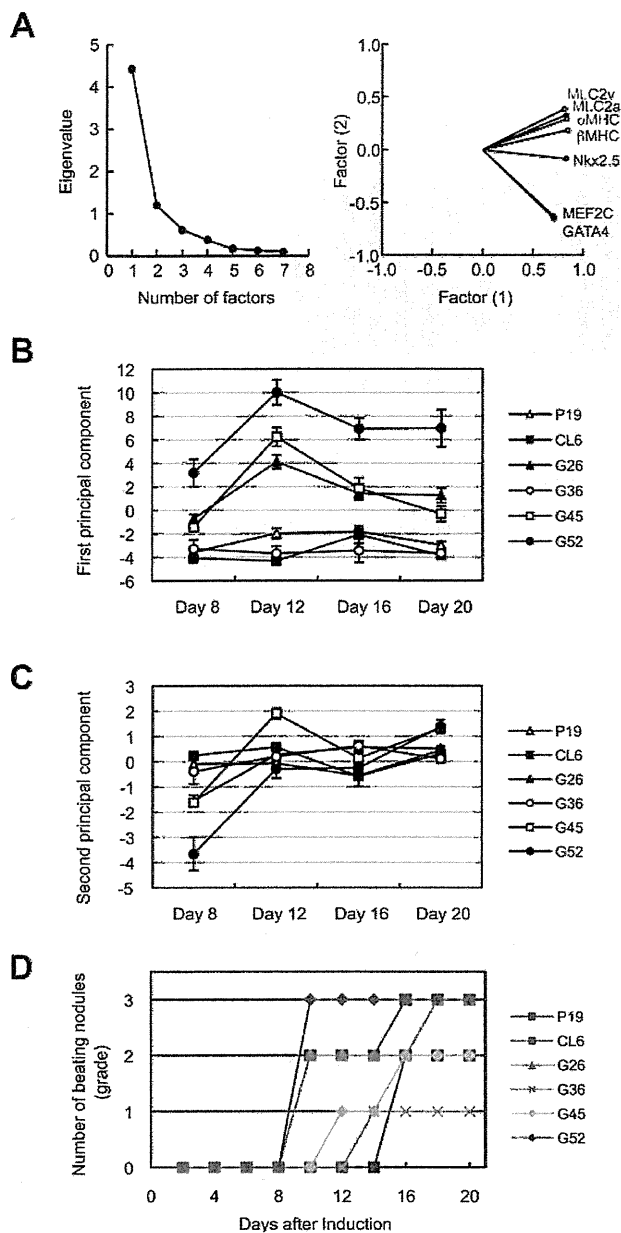 A
5
4
3
2
1
0
Eigenvalue
0 1 2 3 4 5 6 7 8
Number of factors
1.0
0.5
0.0
-0.5
-1.0
Factor (2)
MLC2v
MLC2a
αMHC
βMHC
Nkx2.5
MEF2C
GATA4
-1.0 -0.5 0.0 0.5 1.0
Factor (1)
B
12
10
8
6
4
2
0
-2
-4
-6
First principal component
Day 8 Day 12 Day 16 Day 20
P19
CL6
G26
G36
G45
G52
C
3
2
1
0
-1
-2
-3
-4
-5
Second principal component
Day 8 Day 12 Day 16 Day 20
P19
CL6
G26
G36
G45
G52
D
3
2
1
0
Number of beating nodules
(grade)
0 4 8 12 16 20
Days after Induction
P19
CL6
G26
G36
G45
G52